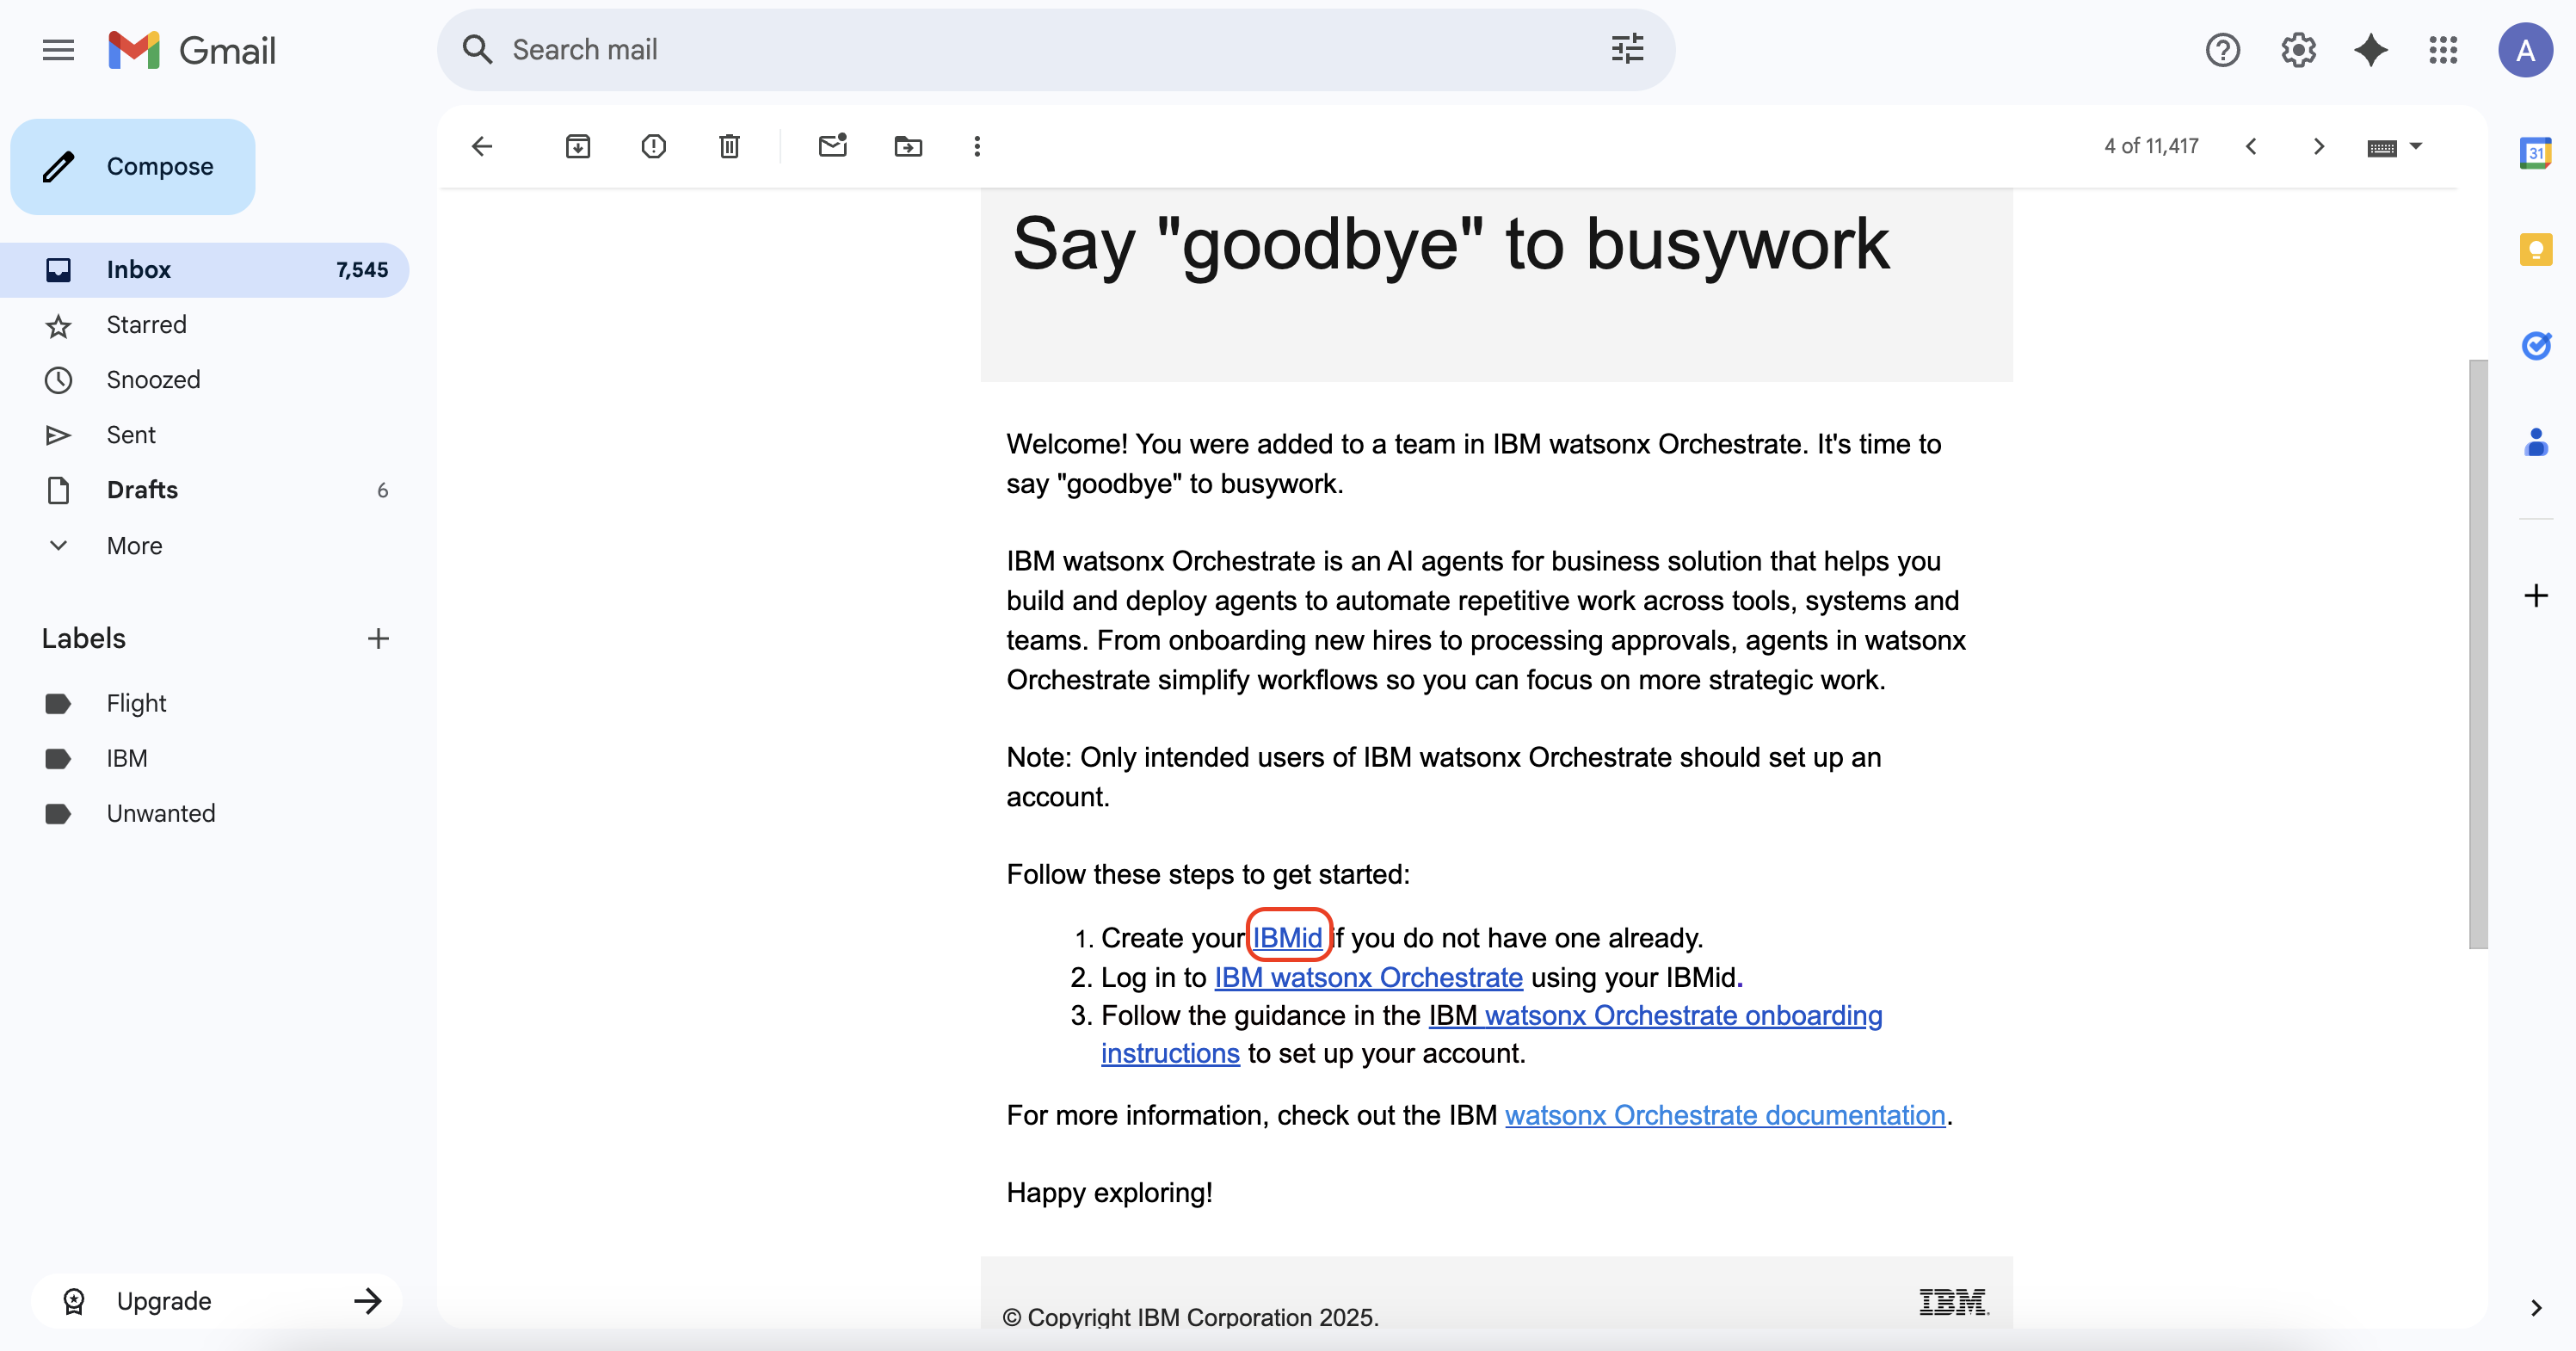 Gmail
Search mail
A
Compose
4 of 11,417
31
Inbox 7,545
Starred
Snoozed
Sent
Drafts 6
More
Labels
Flight
IBM
Unwanted
Upgrade
Say "goodbye" to busywork
Welcome! You were added to a team in IBM watsonx Orchestrate. It's time to
say "goodbye" to busywork.
IBM watsonx Orchestrate is an AI agents for business solution that helps you
build and deploy agents to automate repetitive work across tools, systems and
teams. From onboarding new hires to processing approvals, agents in watsonx
Orchestrate simplify workflows so you can focus on more strategic work.
Note: Only intended users of IBM watsonx Orchestrate should set up an
account.
Follow these steps to get started:
1. Create your IBMid if you do not have one already.
2. Log in to IBM watsonx Orchestrate using your IBMid.
3. Follow the guidance in the IBM watsonx Orchestrate onboarding
instructions to set up your account.
For more information, check out the IBM watsonx Orchestrate documentation.
Happy exploring!
© Copyright IBM Corporation 2025.
IBM